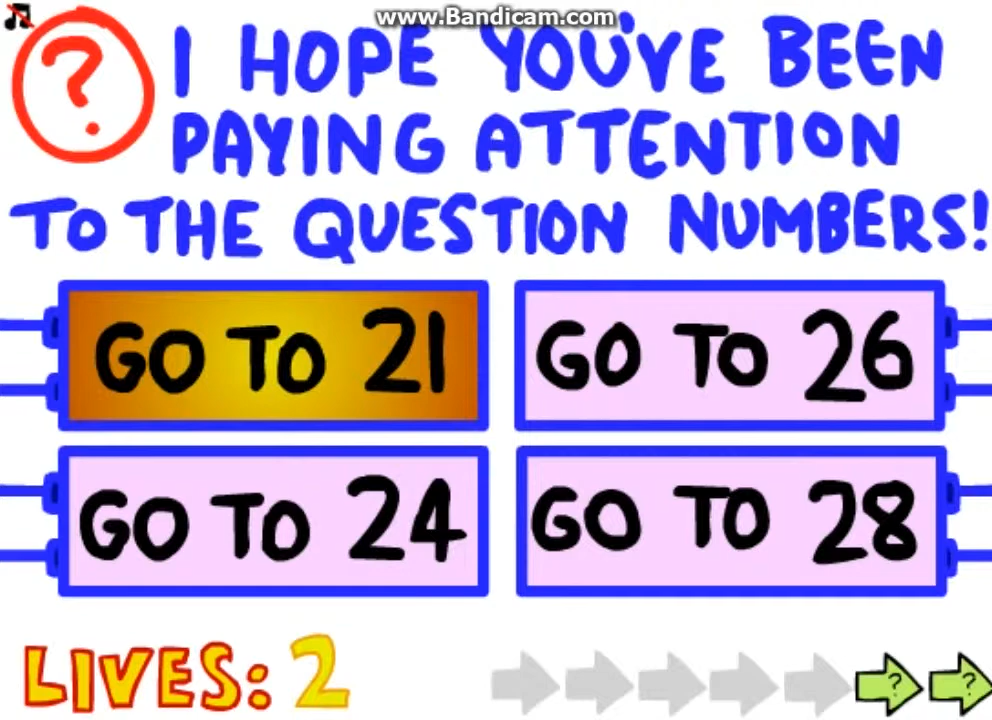 www.Bandicam.com
? I HOPE YOU'VE BEEN
PAYING ATTENTION
TO THE QUESTION NUMBERS!
GO TO 21
GO TO 26
GO TO 24
GO TO 28
LIVES: 2
? ?